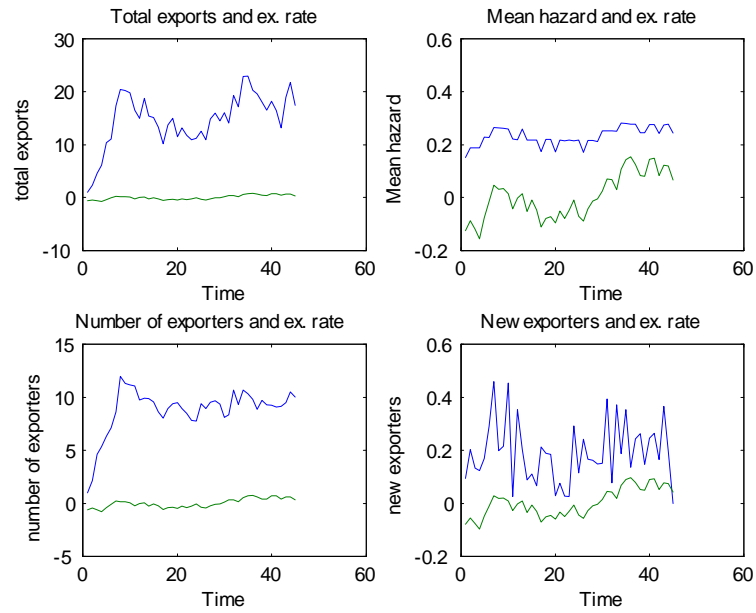 Total exports and ex. rate
30
20
10
0
-10
total exports
0 20 40 60
Time
Mean hazard and ex. rate
0.6
0.4
0.2
0
-0.2
Mean hazard
0 20 40 60
Time
Number of exporters and ex. rate
15
10
5
0
-5
number of exporters
0 20 40 60
Time
New exporters and ex. rate
0.6
0.4
0.2
0
-0.2
new exporters
0 20 40 60
Time